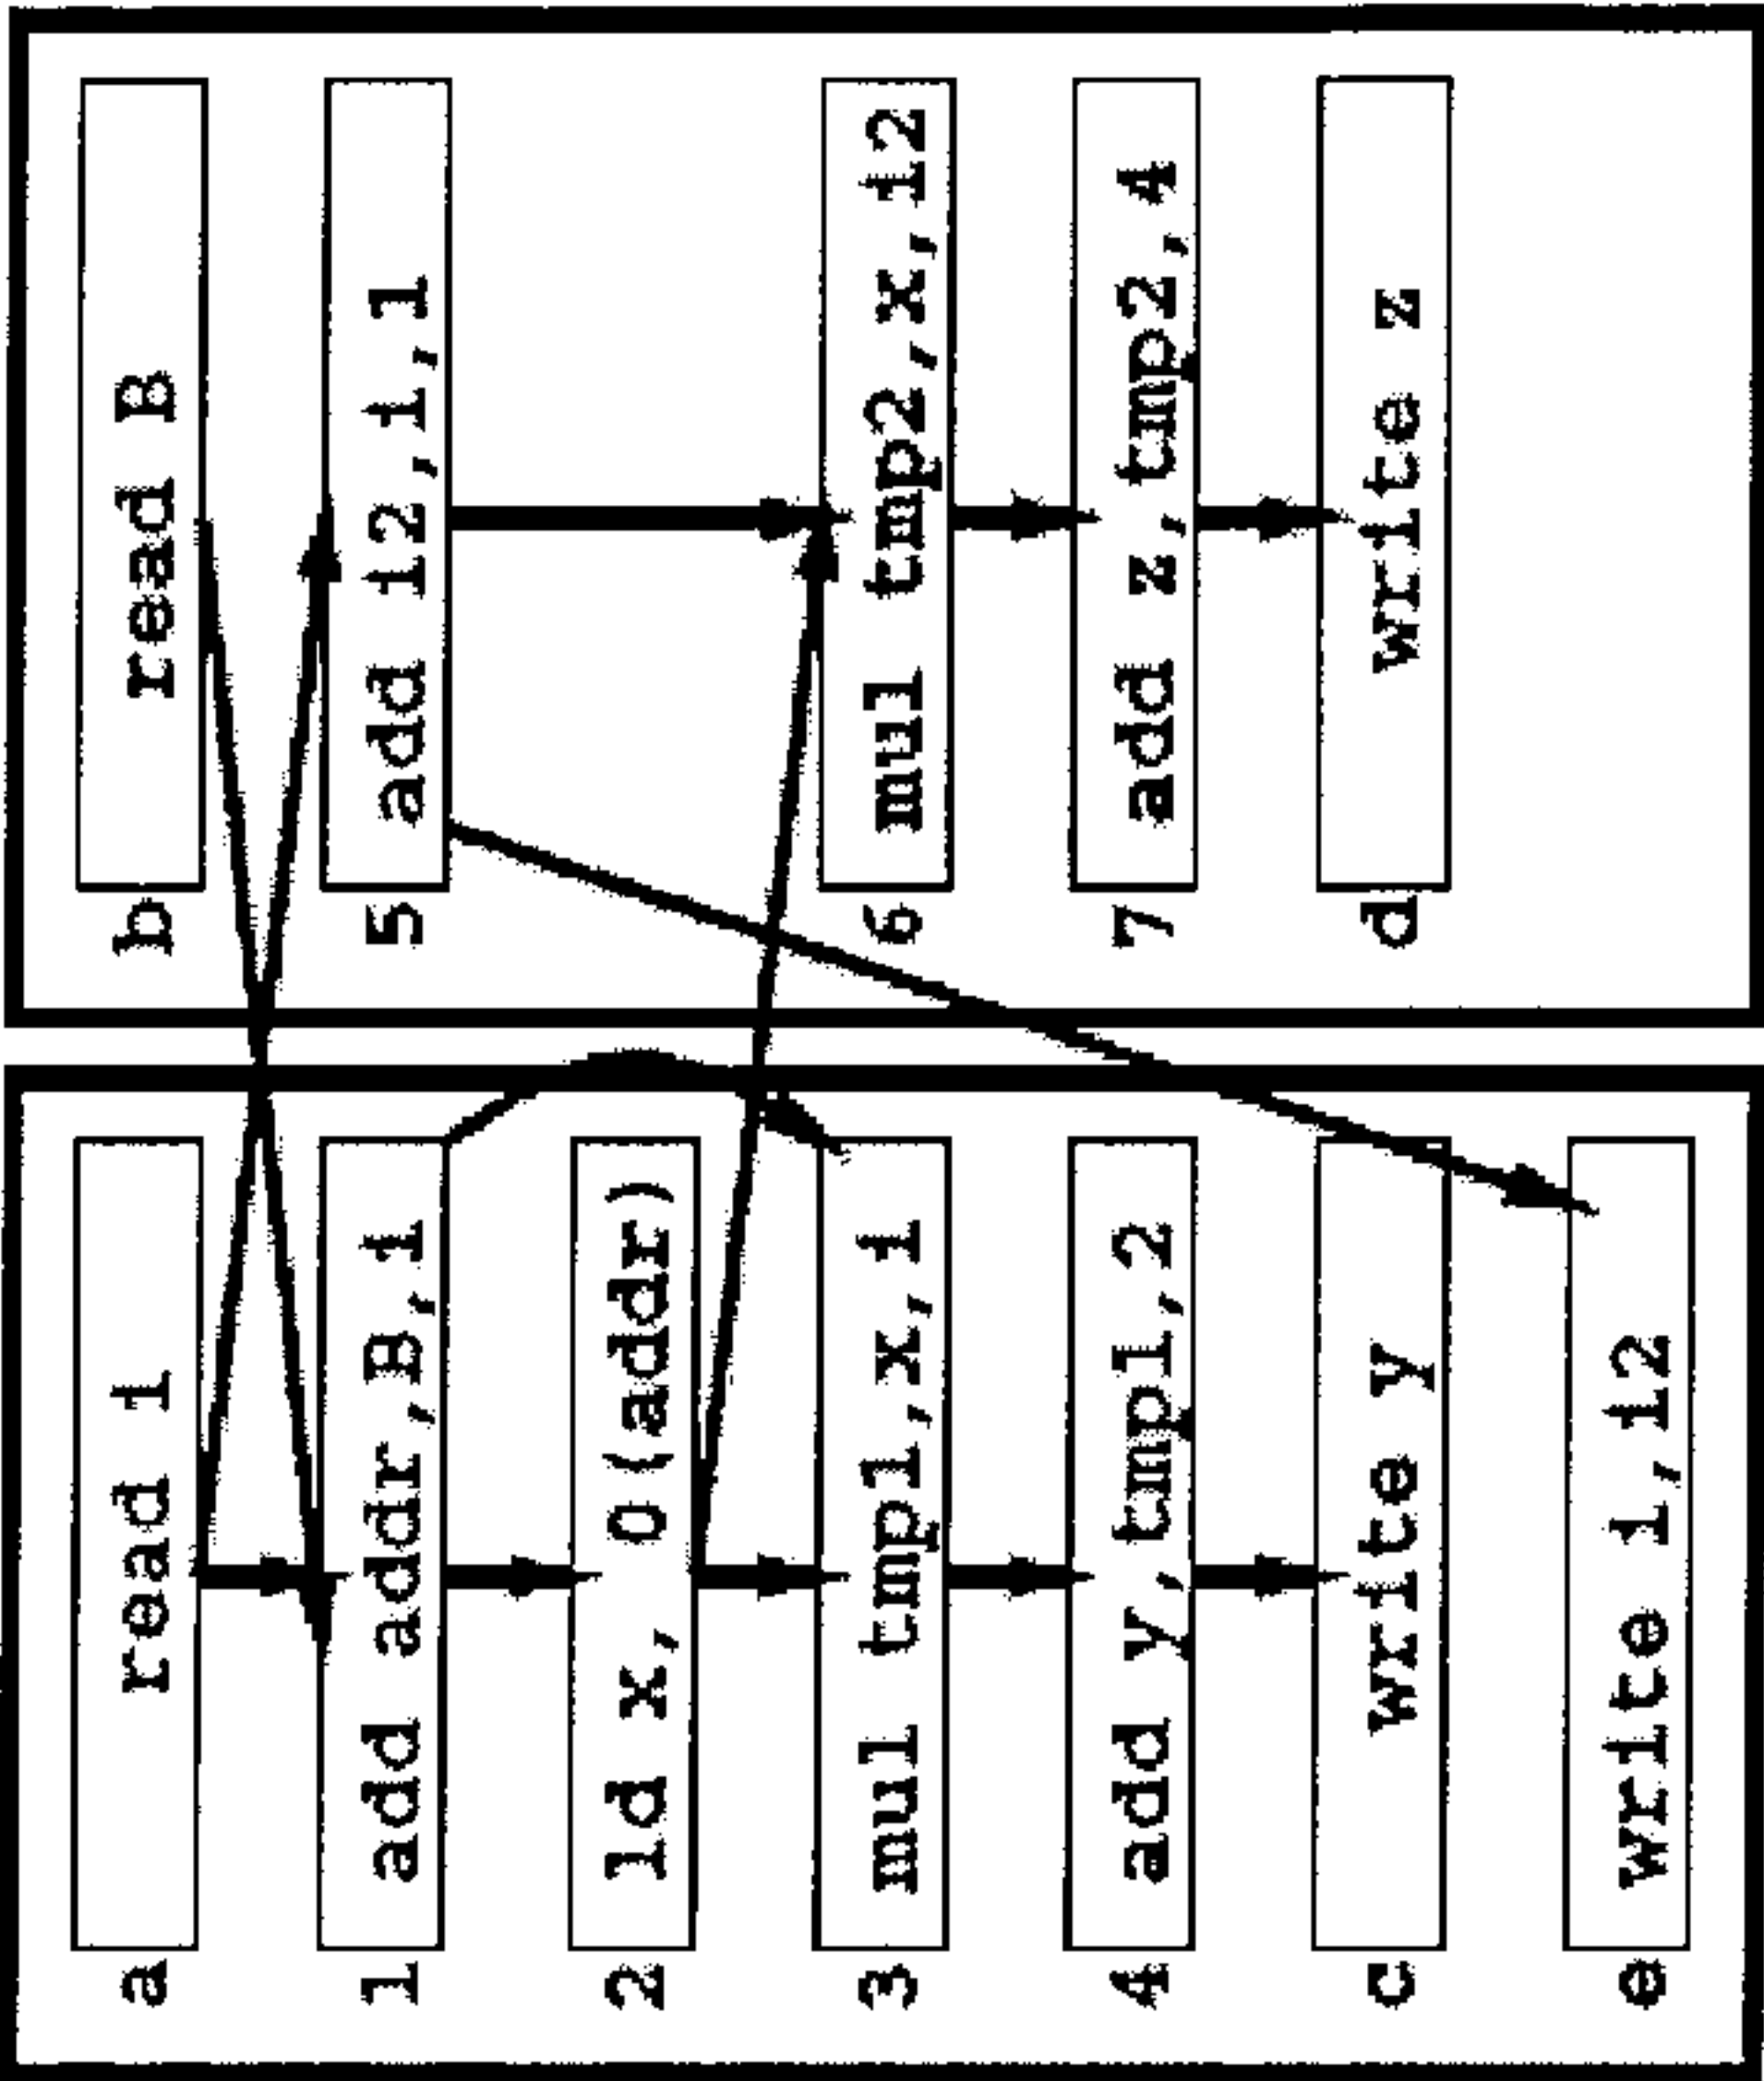 a read i
1 add addr,B,i
2 ld x, 0(addr)
3 mul tmp1,x,i
4 add y,tmp1,2
c write y
e write i,i2
b read B
5 add i2,i,1
6 mul tmp2,x,i2
7 add z,tmp2,4
d write z